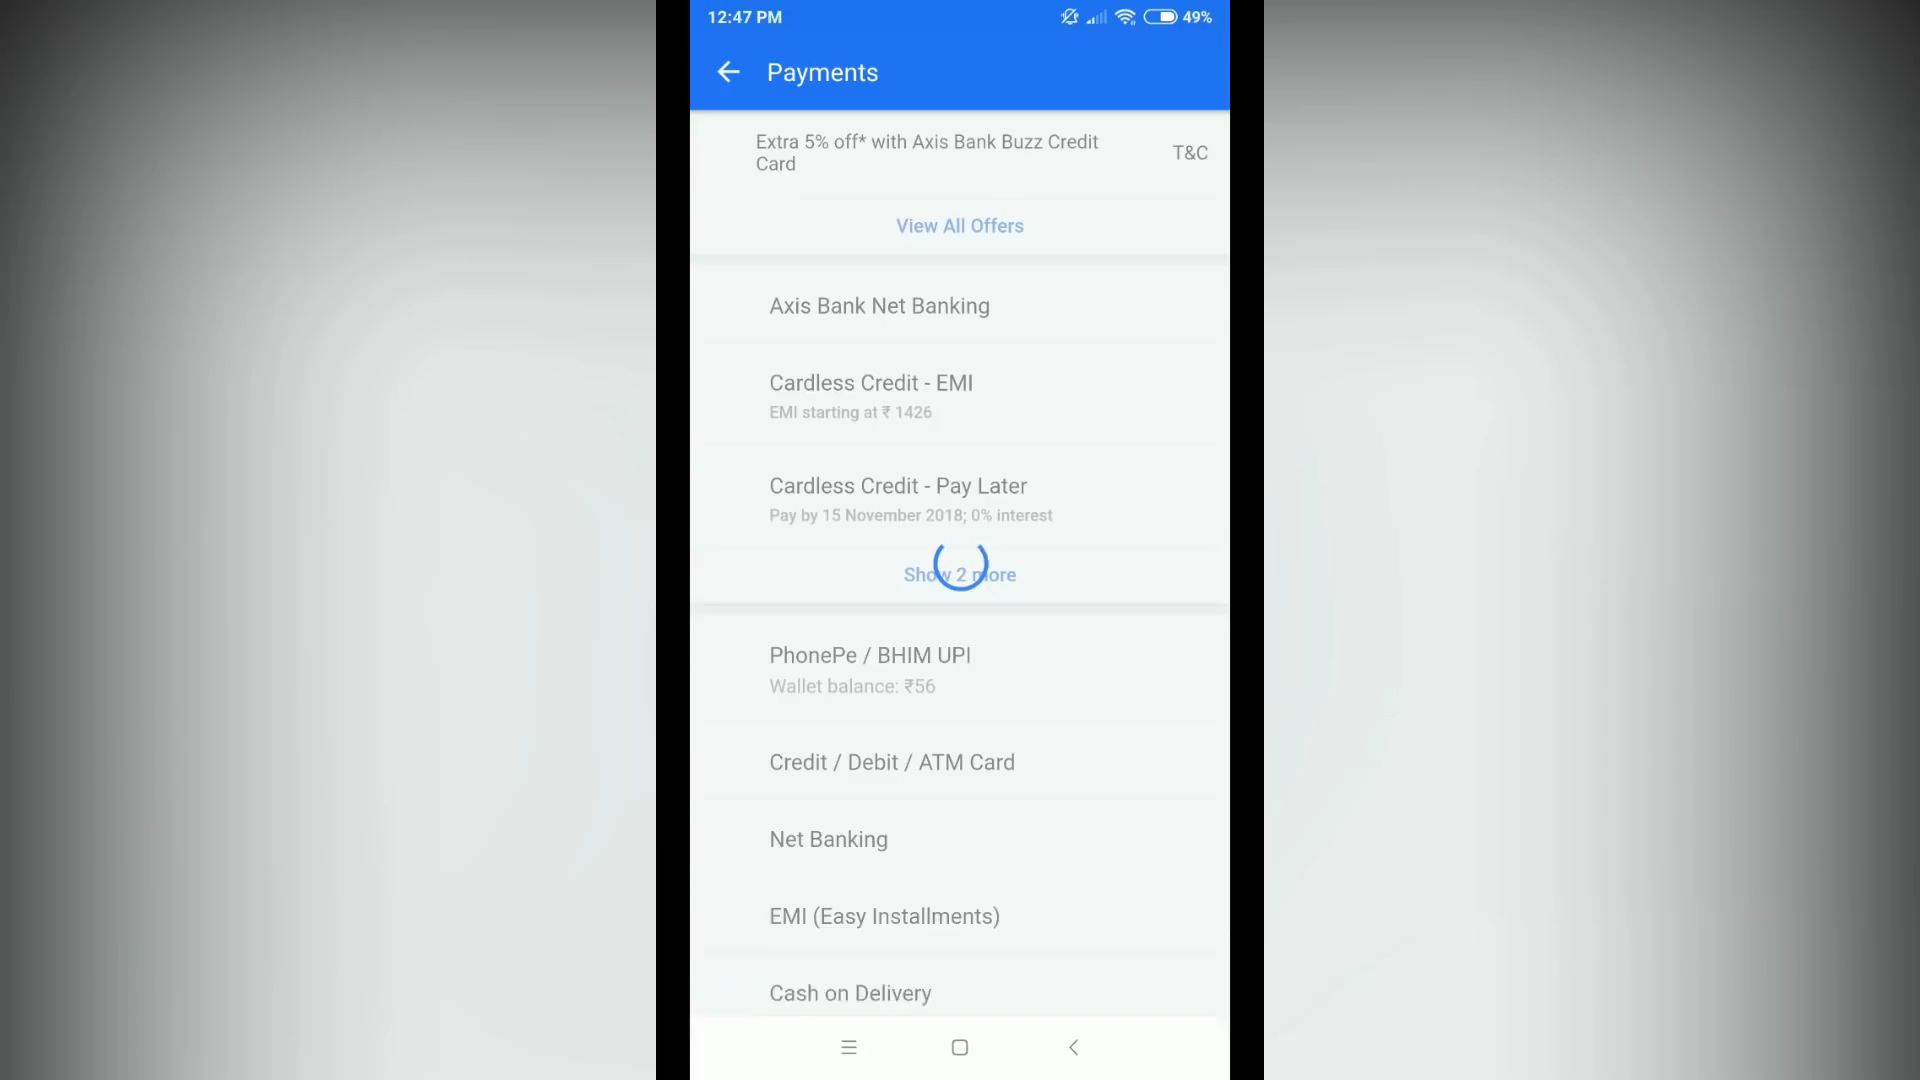 12:47 PM 49%
Payments
Extra 5% off* with Axis Bank Buzz Credit
Card
T&C
View All Offers
Axis Bank Net Banking
Cardless Credit - EMI
EMI starting at ₹ 1426
Cardless Credit - Pay Later
Pay by 15 November 2018; 0% interest
Show 2 more
PhonePe / BHIM UPI
Wallet balance: ₹56
Credit / Debit / ATM Card
Net Banking
EMI (Easy Installments)
Cash on Delivery